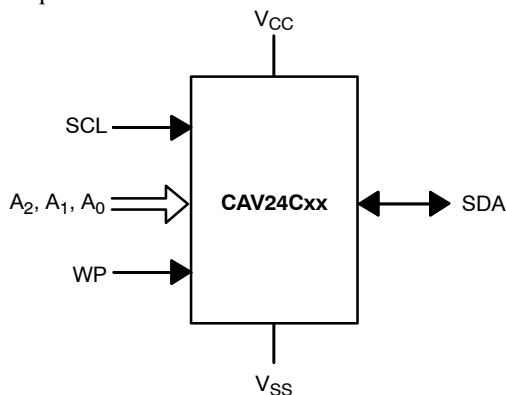 V_CC
SCL
A_2, A_1, A_0
CAV24Cxx
SDA
WP
V_SS